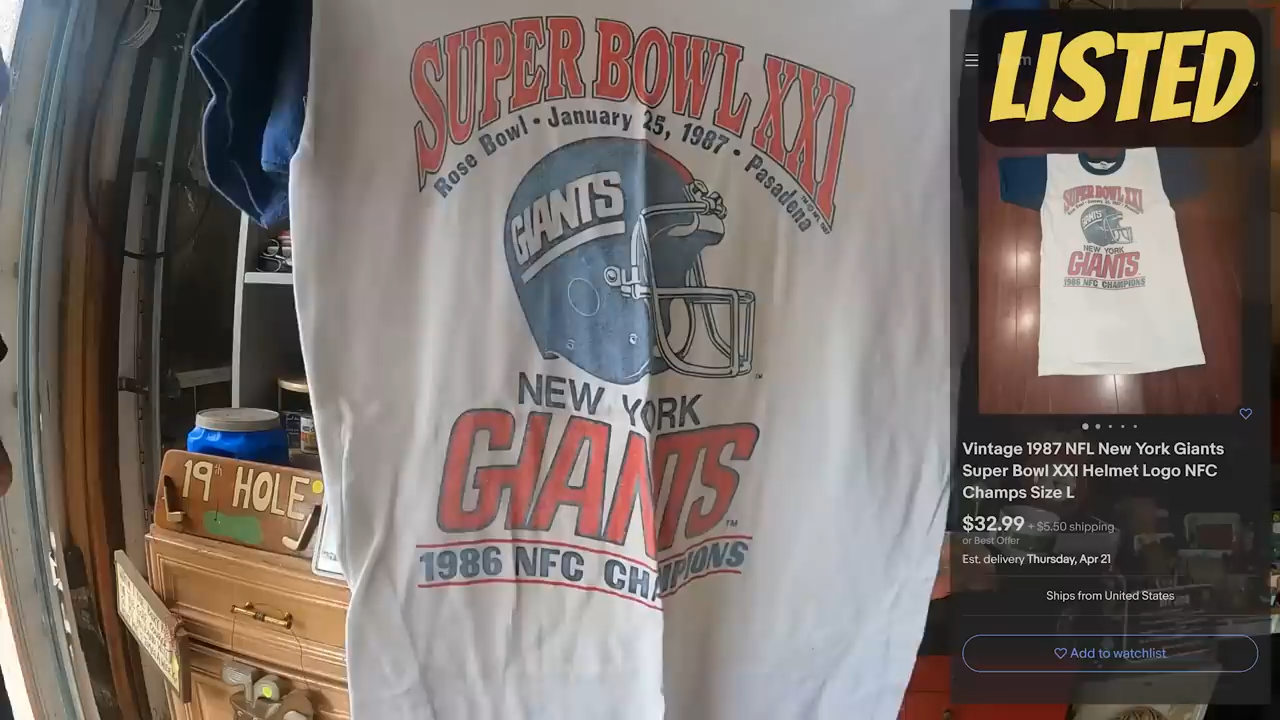 SUPER BOWL XXI
Rose Bowl • January 25, 1987 • Pasadena
GIANTS
NEW YORK
GIANTS
1986 NFC CHAMPIONS
19th HOLE
LISTED
SUPER BOWL XXI
GIANTS
NEW YORK
GIANTS
1986 NFC CHAMPIONS
Vintage 1987 NFL New York Giants
Super Bowl XXI Helmet Logo NFC
Champs Size L
$32.99 + $5.50 shipping
or Best Offer
Est. delivery Thursday, Apr 21
Ships from United States
Add to watchlist